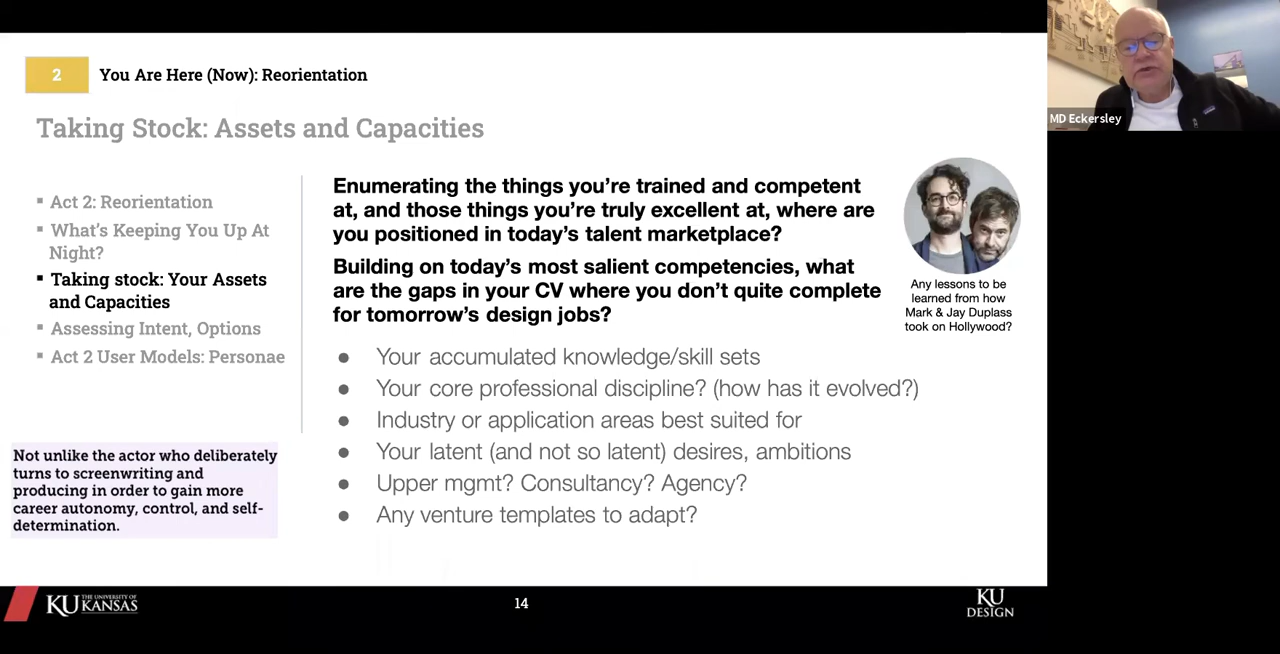 2
You Are Here (Now): Reorientation
Taking Stock: Assets and Capacities
▪ Act 2: Reorientation
▪ What’s Keeping You Up At
Night?
▪ Taking stock: Your Assets
and Capacities
▪ Assessing Intent, Options
▪ Act 2 User Models: Personae
Not unlike the actor who deliberately
turns to screenwriting and
producing in order to gain more
career autonomy, control, and self-
determination.
Enumerating the things you’re trained and competent
at, and those things you’re truly excellent at, where are
you positioned in today’s talent marketplace?
Building on today’s most salient competencies, what
are the gaps in your CV where you don’t quite complete
for tomorrow’s design jobs?
● Your accumulated knowledge/skill sets
● Your core professional discipline? (how has it evolved?)
● Industry or application areas best suited for
● Your latent (and not so latent) desires, ambitions
● Upper mgmt? Consultancy? Agency?
● Any venture templates to adapt?
Any lessons to be
learned from how
Mark & Jay Duplass
took on Hollywood?
MD Eckersley
KU THE UNIVERSITY OF
KANSAS
14
KU
DESIGN